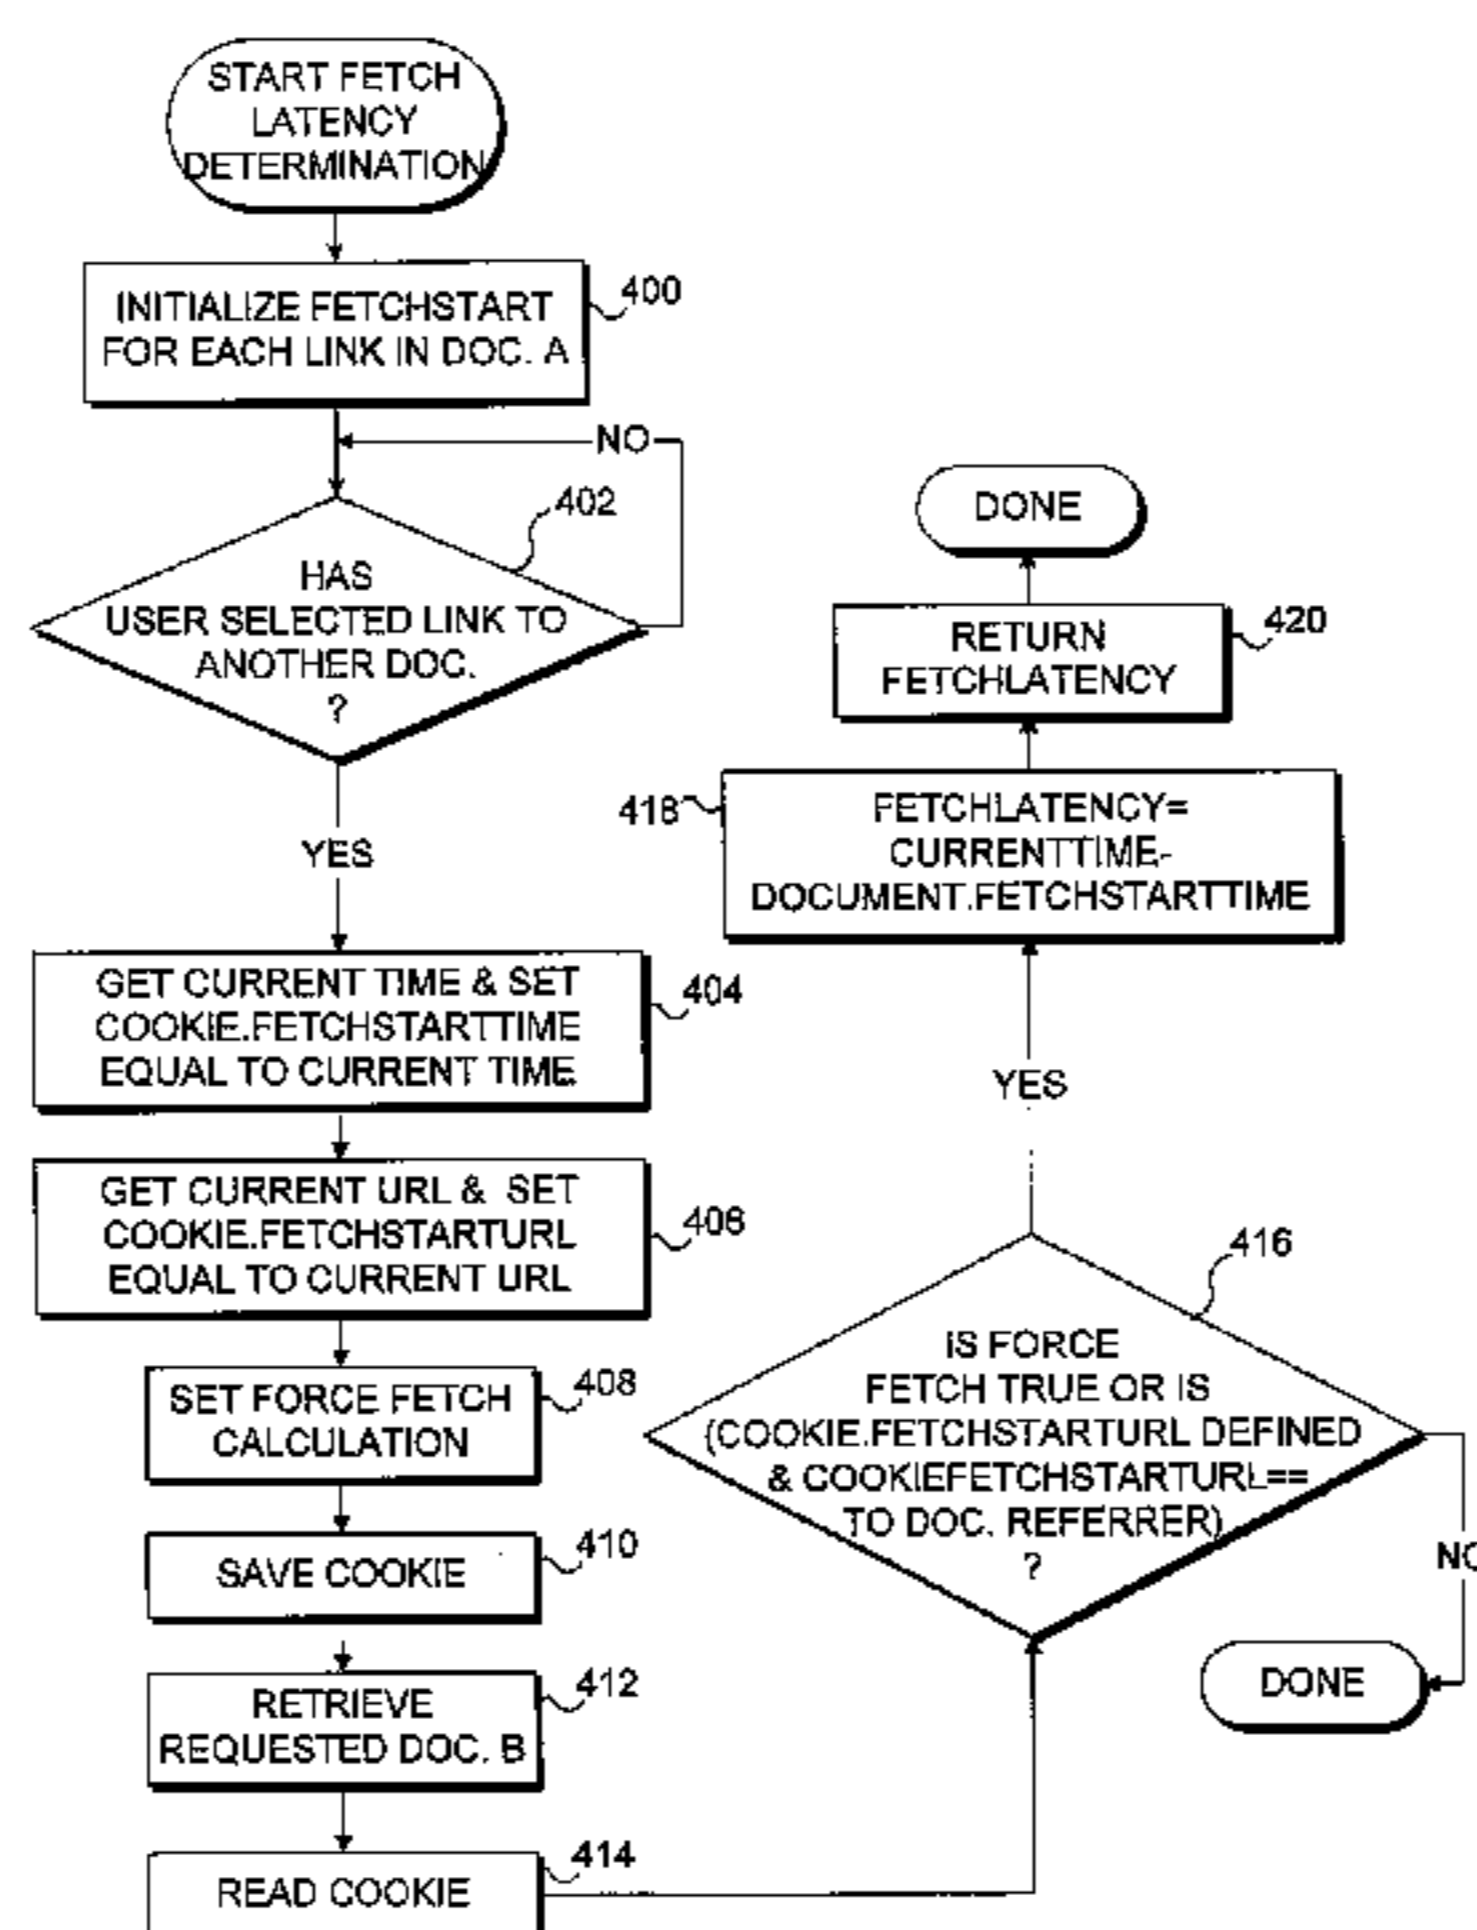 START FETCH
LATENCY
DETERMINATION
INITIALIZE FETCHSTART
FOR EACH LINK IN DOC. A
400
NO
402
HAS
USER SELECTED LINK TO
ANOTHER DOC.
?
YES
GET CURRENT TIME & SET
COOKIE.FETCHSTARTTIME
EQUAL TO CURRENT TIME
404
GET CURRENT URL & SET
COOKIE.FETCHSTARTURL
EQUAL TO CURRENT URL
406
SET FORCE FETCH
CALCULATION
408
SAVE COOKIE
410
RETRIEVE
REQUESTED DOC. B
412
READ COOKIE
414
416
IS FORCE
FETCH TRUE OR IS
(COOKIE.FETCHSTARTURL DEFINED
& COOKIEFETCHSTARTURL==
TO DOC. REFERRER)
?
NO
DONE
YES
418
FETCHLATENCY=
CURRENTTIME-
DOCUMENT.FETCHSTARTTIME
RETURN
FETCHLATENCY
420
DONE